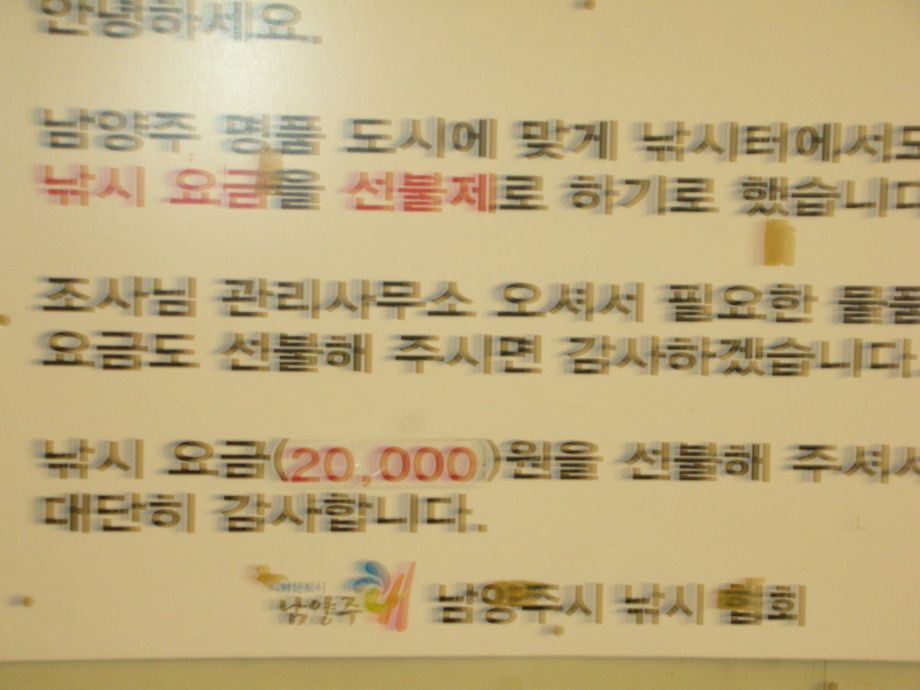 안녕하세요.
남양주 명품 도시에 맞게 낚시터에서도
낚시 요금을 선불제로 하기로 했습니다
조사님 관리사무소 오셔서 필요한 물품
요금도 선불해 주시면 감사하겠습니다.
낚시 요금(20,000)원을 선불해 주셔서
대단히 감사합니다.
남양주 남양주시 낚시 협회